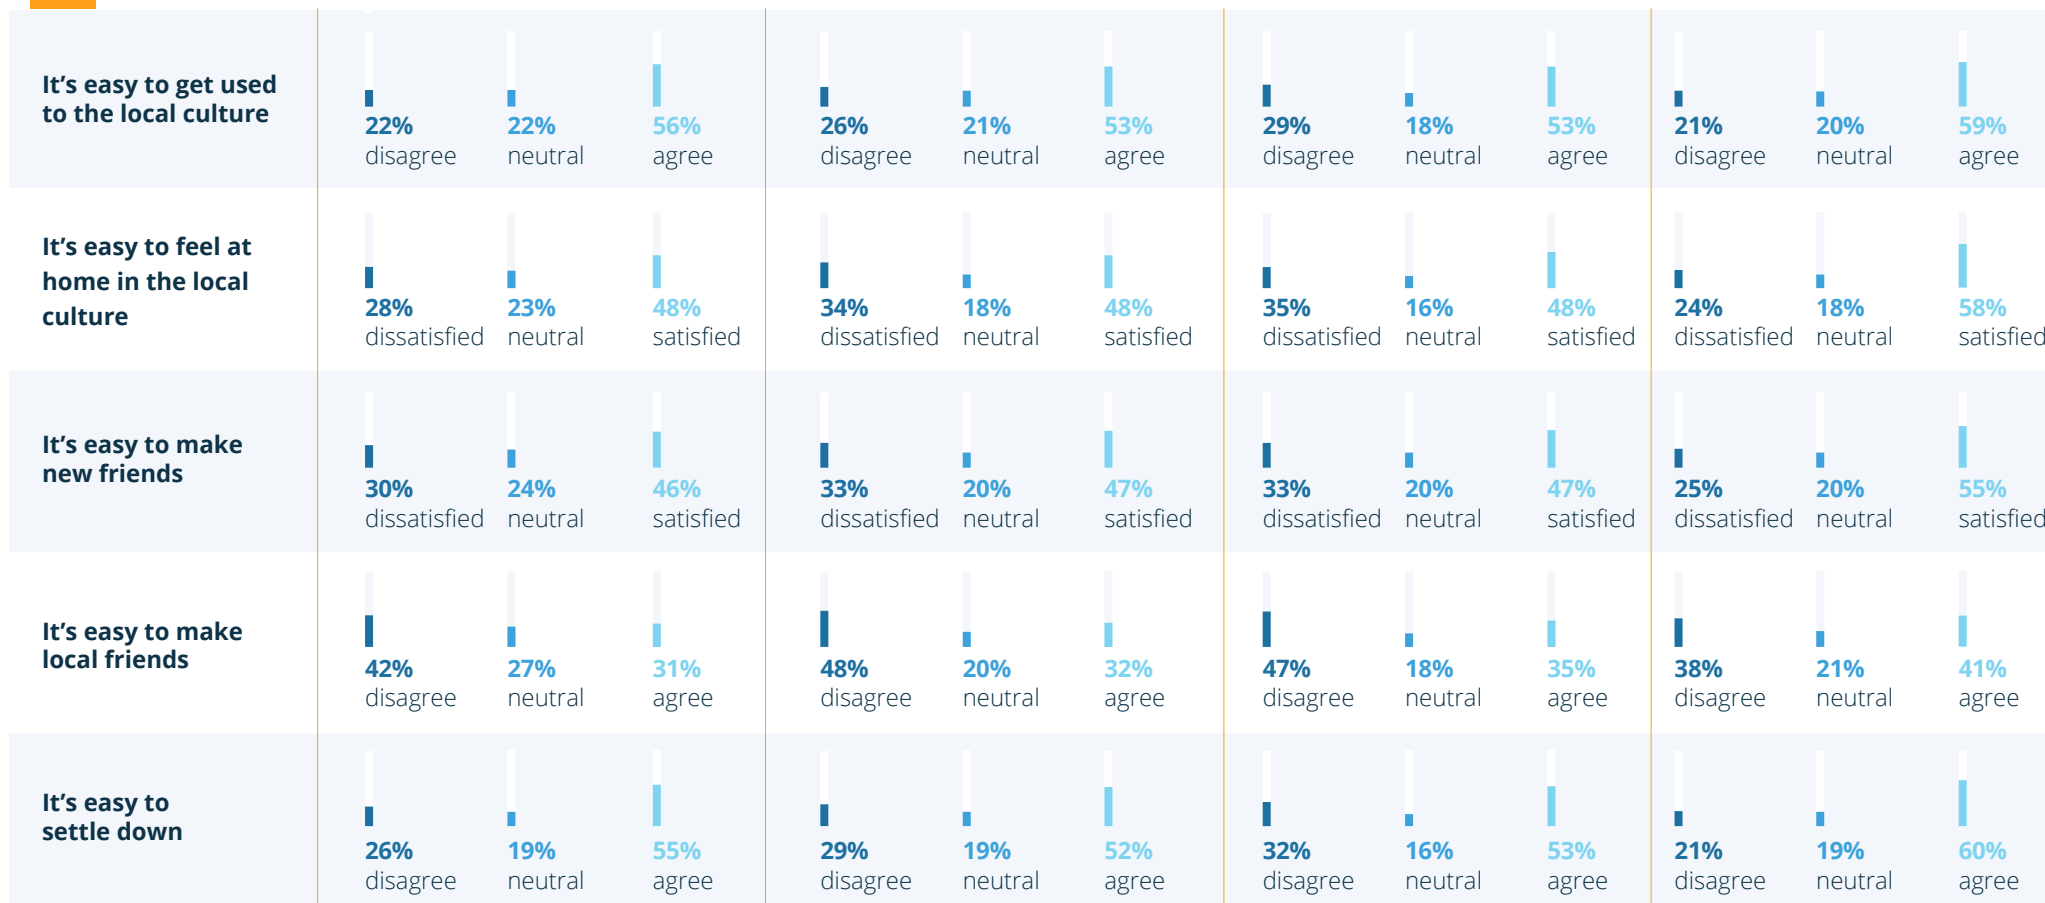 It’s easy to get used
to the local culture
22% 22% 56% 26% 21% 53% 29% 18% 53% 21% 20% 59%
disagree neutral agree disagree neutral agree disagree neutral agree disagree neutral agree
It’s easy to feel at
home in the local
culture
28% 23% 48% 34% 18% 48% 35% 16% 48% 24% 18% 58%
dissatisfied neutral satisfied dissatisfied neutral satisfied dissatisfied neutral satisfied dissatisfied neutral satisfied
It’s easy to make
new friends
30% 24% 46% 33% 20% 47% 33% 20% 47% 25% 20% 55%
dissatisfied neutral satisfied dissatisfied neutral satisfied dissatisfied neutral satisfied dissatisfied neutral satisfied
It’s easy to make
local friends
42% 27% 31% 48% 20% 32% 47% 18% 35% 38% 21% 41%
disagree neutral agree disagree neutral agree disagree neutral agree disagree neutral agree
It’s easy to
settle down
26% 19% 55% 29% 19% 52% 32% 16% 53% 21% 19% 60%
disagree neutral agree disagree neutral agree disagree neutral agree disagree neutral agree